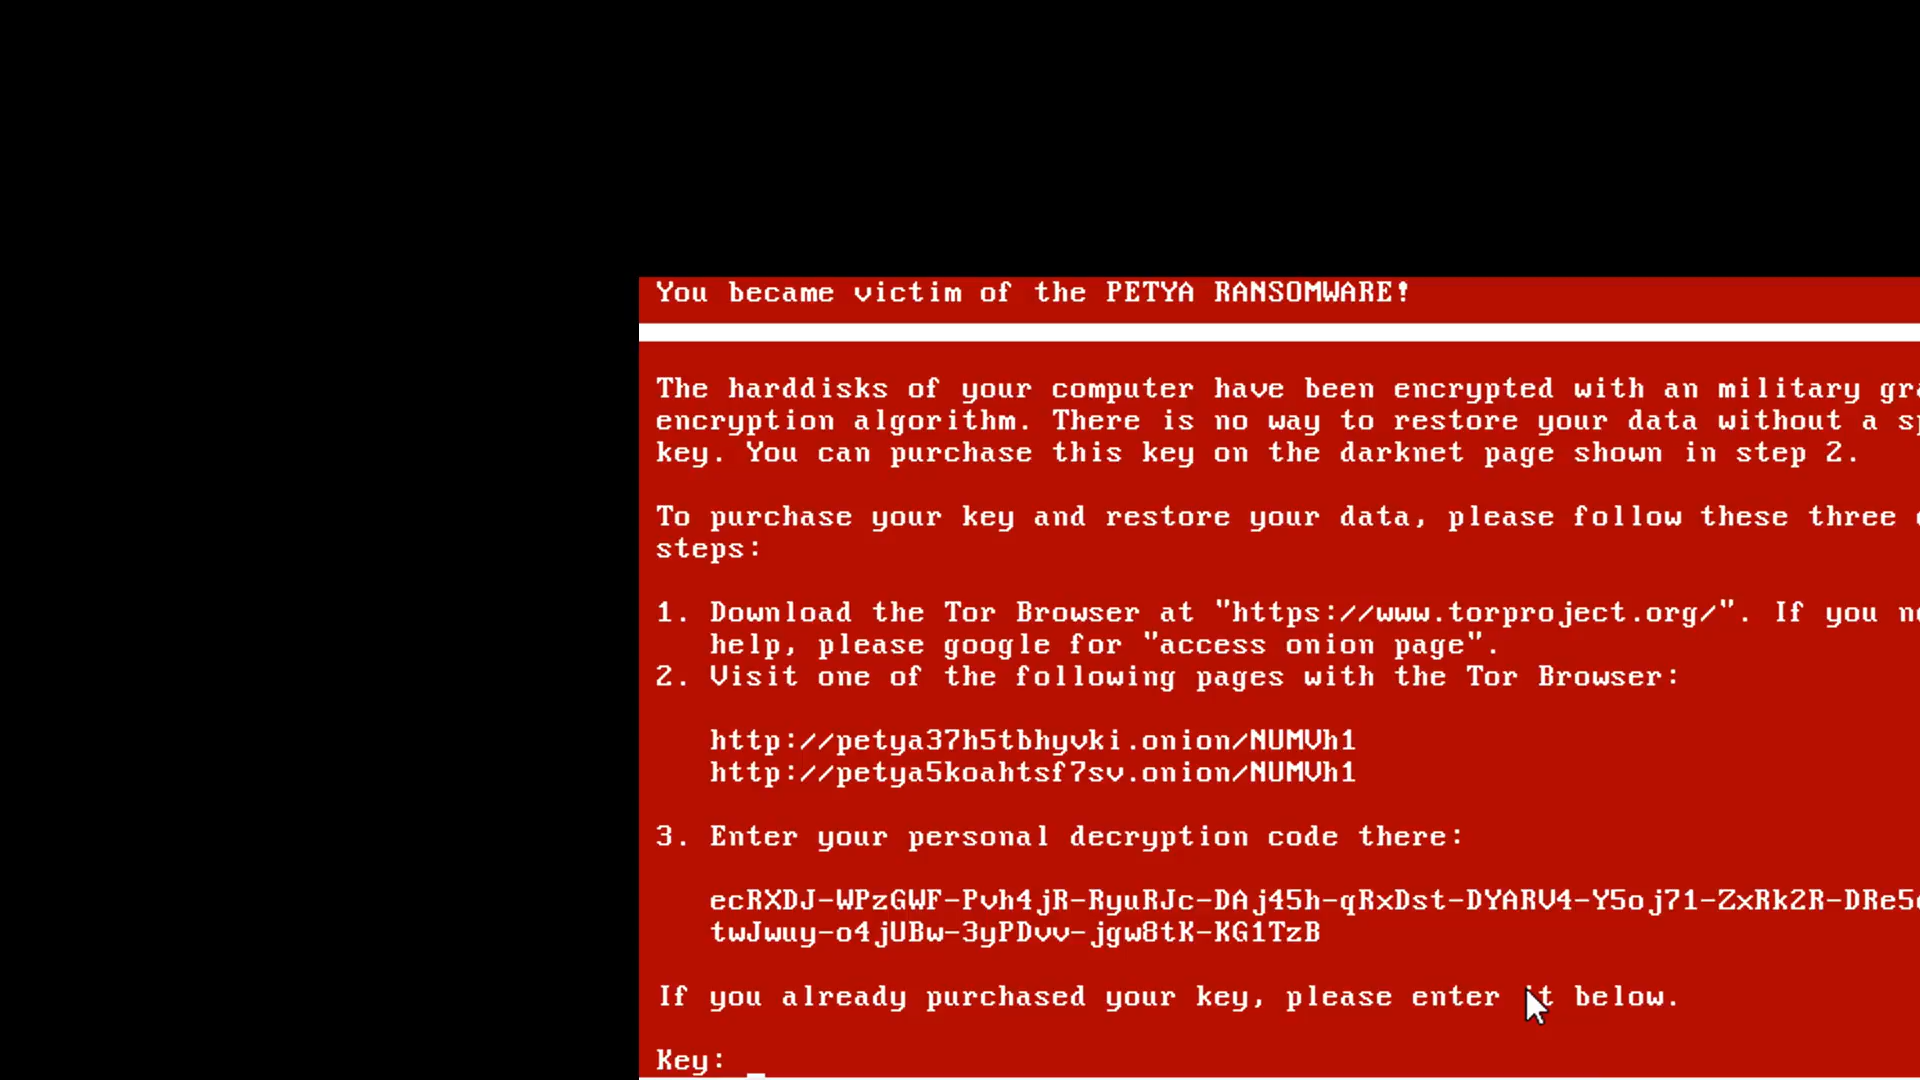 You became victim of the PETYA RANSOMWARE!
The harddisks of your computer have been encrypted with an military
encryption algorithm. There is no way to restore your data without a
key. You can purchase this key on the darknet page shown in step 2.
To purchase your key and restore your data, please follow these three
steps:
1. Download the Tor Browser at "https://www.torproject.org/". If you
help, please google for "access onion page".
2. Visit one of the following pages with the Tor Browser:
http://petya37h5tbhyvki.onion/NUMVh1
http://petya5koahtsf7sv.onion/NUMVh1
3. Enter your personal decryption code there:
ecRXDJ-WPzGWF-Pvh4jR-RyuRJc-DAj45h-qRxDst-DYARV4-Y5oj71-ZxRk2R-DRe5
twJwuy-o4jUBw-3yPDvv-jgw8tK-KG1TzB
If you already purchased your key, please enter it below.
Key: _